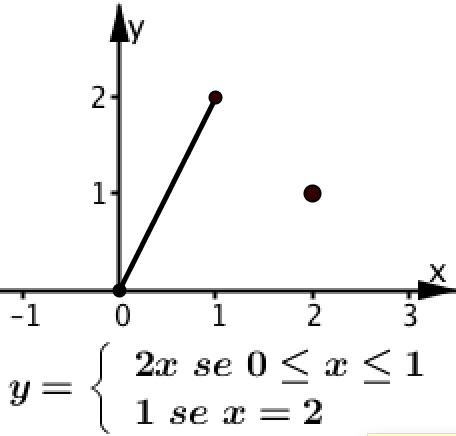 y
2
1
x
-1 0 1 2 3
y = { 2x se 0 ≤ x ≤ 1
1 se x = 2